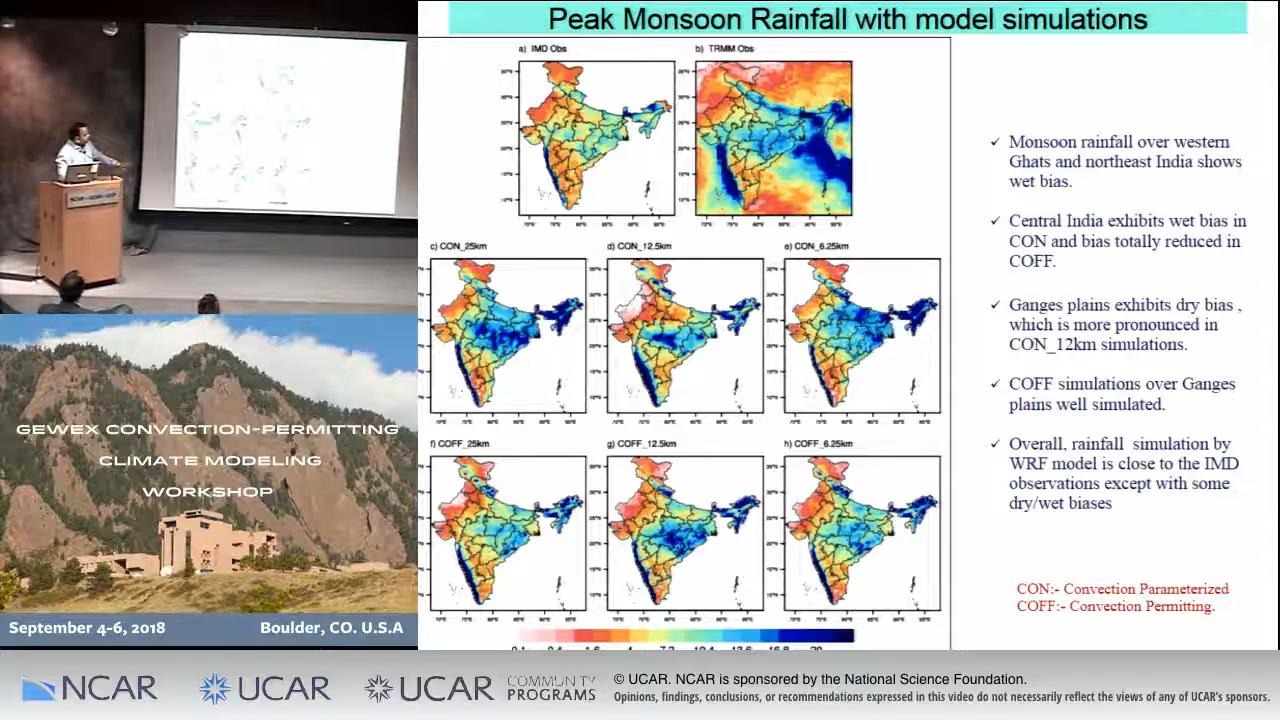 Peak Monsoon Rainfall with model simulations
a) IMD Obs
b) TRMM Obs
c) CON_25km
d) CON_12.5km
e) CON_6.25km
f) COFF_25km
g) COFF_12.5km
h) COFF_6.25km
✓ Monsoon rainfall over western
Ghats and northeast India shows
wet bias.
✓ Central India exhibits wet bias in
CON and bias totally reduced in
COFF.
✓ Ganges plains exhibits dry bias ,
which is more pronounced in
CON_12km simulations.
✓ COFF simulations over Ganges
plains well simulated.
✓ Overall, rainfall simulation by
WRF model is close to the IMD
observations except with some
dry/wet biases
CON:- Convection Parameterized
COFF:- Convection Permitting.
GEWEX CONVECTION-PERMITTING
CLIMATE MODELING
WORKSHOP
September 4-6, 2018
Boulder, CO. U.S.A
NCAR
UCAR
UCAR
COMMUNITY
PROGRAMS
© UCAR. NCAR is sponsored by the National Science Foundation.
Opinions, findings, conclusions, or recommendations expressed in this video do not necessarily reflect the views of any of UCAR's sponsors.